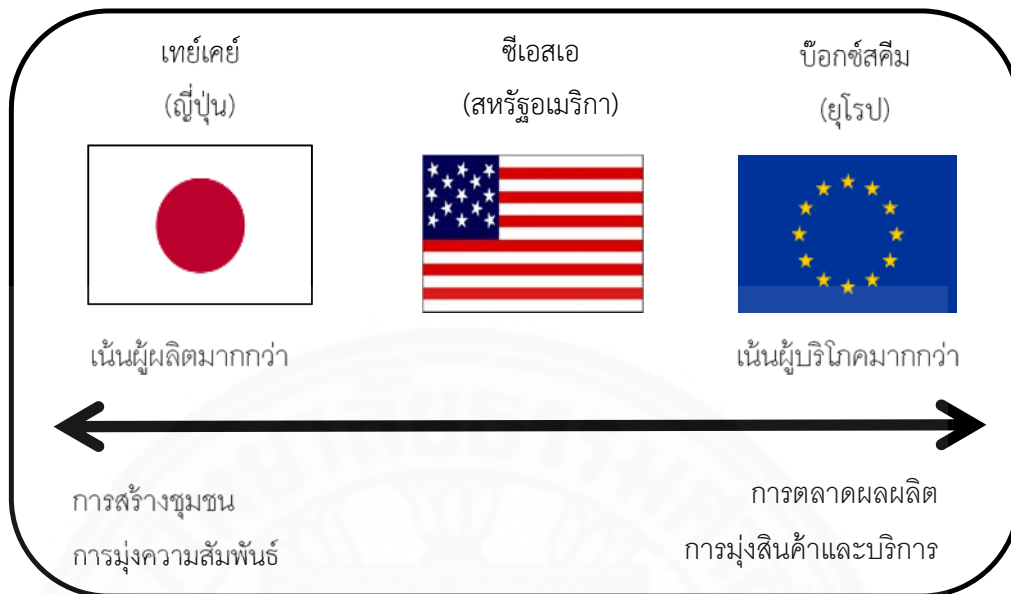 เทย์เคย์
(ญี่ปุ่น)
ซีเอสเอ
(สหรัฐอเมริกา)
บ๊อกซ์สคีม
(ยุโรป)
เน้นผู้ผลิตมากกว่า
เน้นผู้บริโภคมากกว่า
การสร้างชุมชน
การมุ่งความสัมพันธ์
การตลาดผลผลิต
การมุ่งสินค้าและบริการ